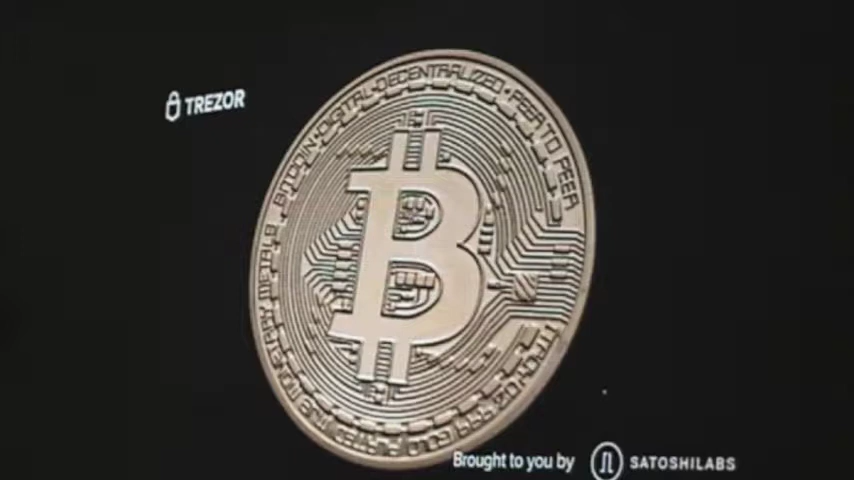 TREZOR
BITCOIN·DIGITAL·DECENTRALIZED·PEER TO PEER
Brought to you by SATOSHILABS